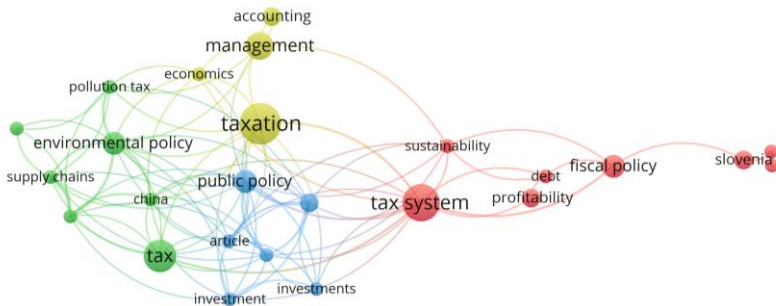 accounting
management
economics
pollution tax
taxation
environmental policy
sustainability
fiscal policy
slovenia
supply chains
public policy
debt
china
tax system
profitability
article
tax
investments
investment